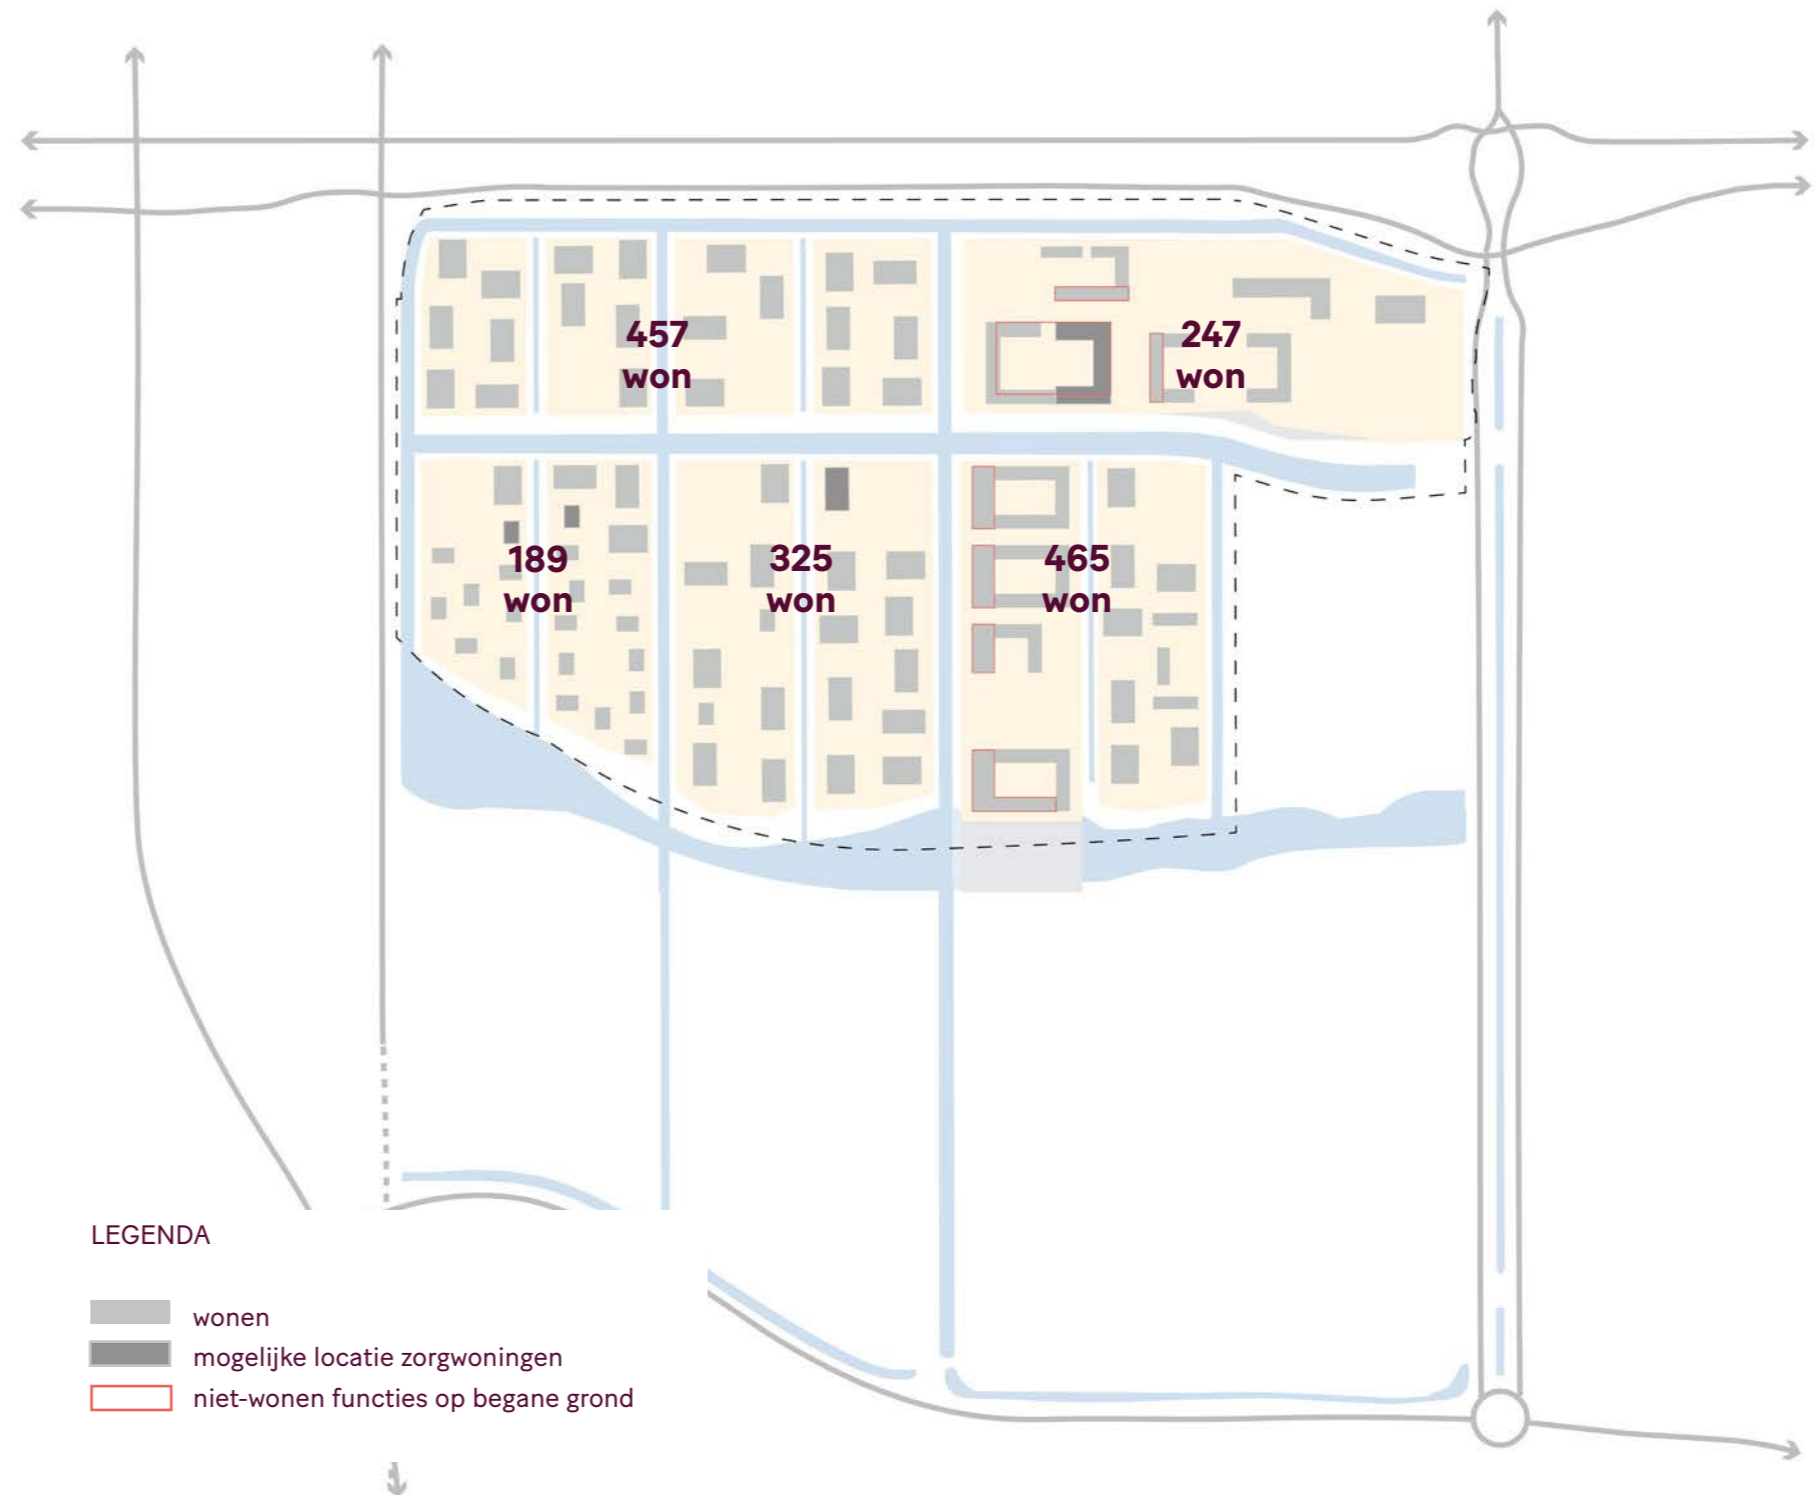 457
won
247
won
189
won
325
won
465
won
LEGENDA
wonen
mogelijke locatie zorgwoningen
niet-wonen functies op begane grond